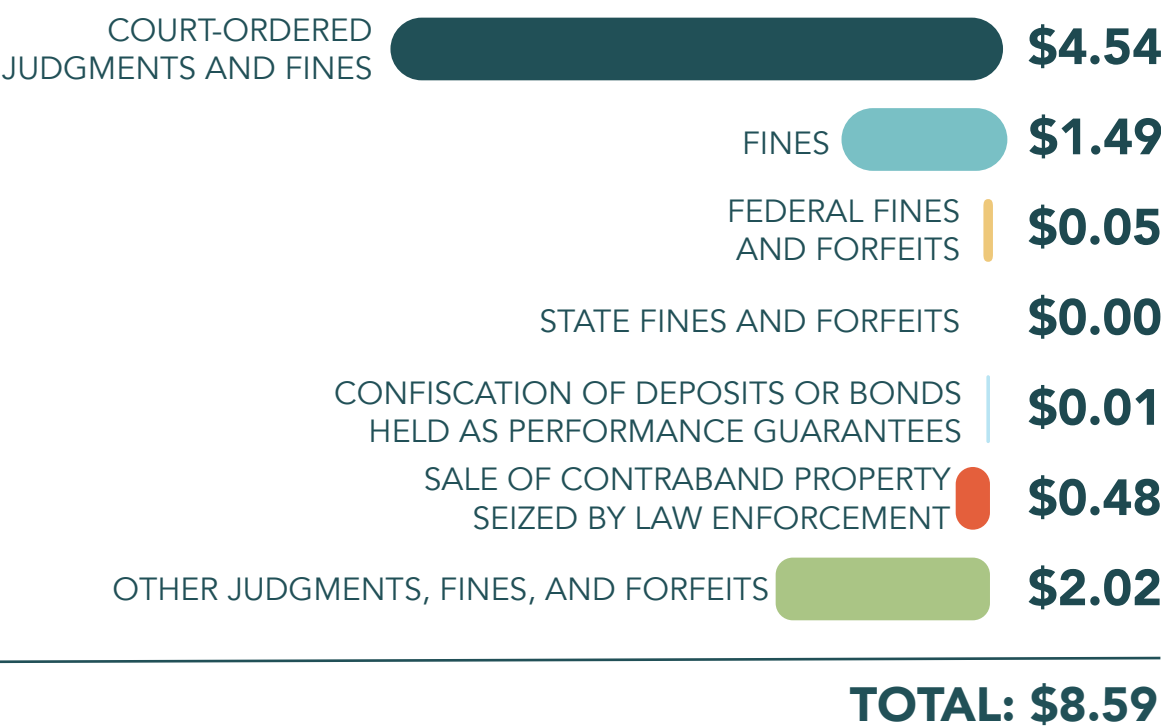 COURT-ORDERED
JUDGMENTS AND FINES
$4.54
FINES
$1.49
FEDERAL FINES
AND FORFEITS
$0.05
STATE FINES AND FORFEITS
$0.00
CONFISCATION OF DEPOSITS OR BONDS
HELD AS PERFORMANCE GUARANTEES
$0.01
SALE OF CONTRABAND PROPERTY
SEIZED BY LAW ENFORCEMENT
$0.48
OTHER JUDGMENTS, FINES, AND FORFEITS
$2.02
TOTAL: $8.59